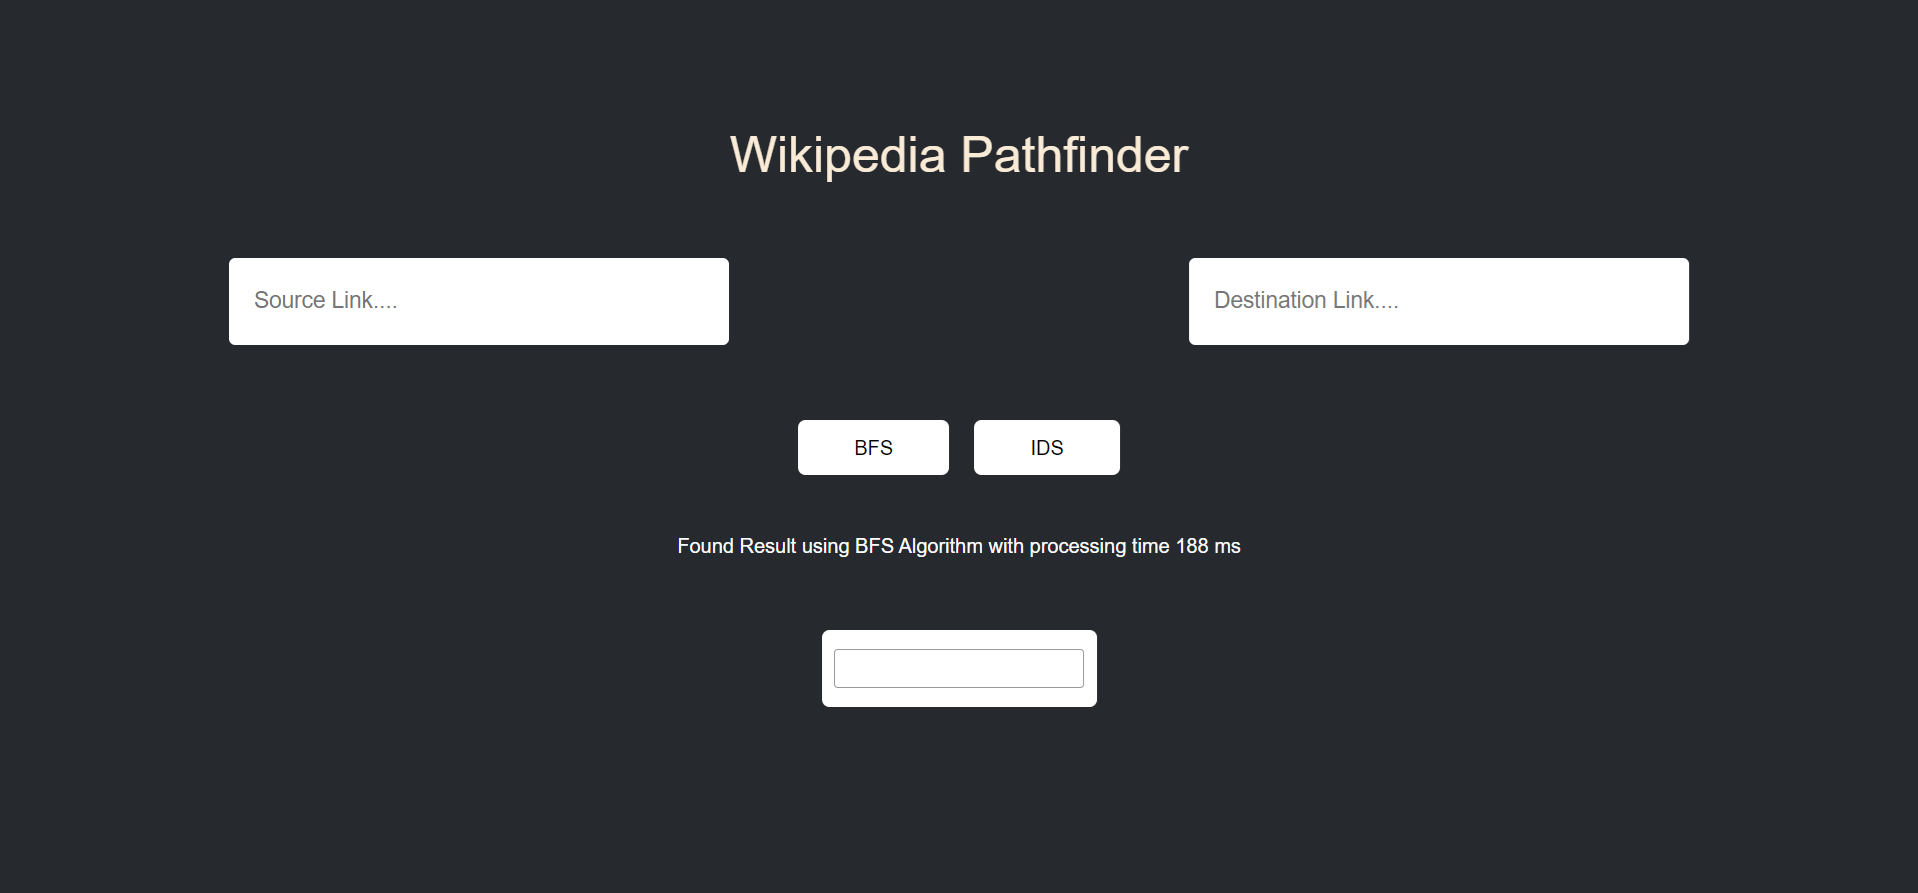 Wikipedia Pathfinder
Source Link....
Destination Link....
BFS
IDS
Found Result using BFS Algorithm with processing time 188 ms